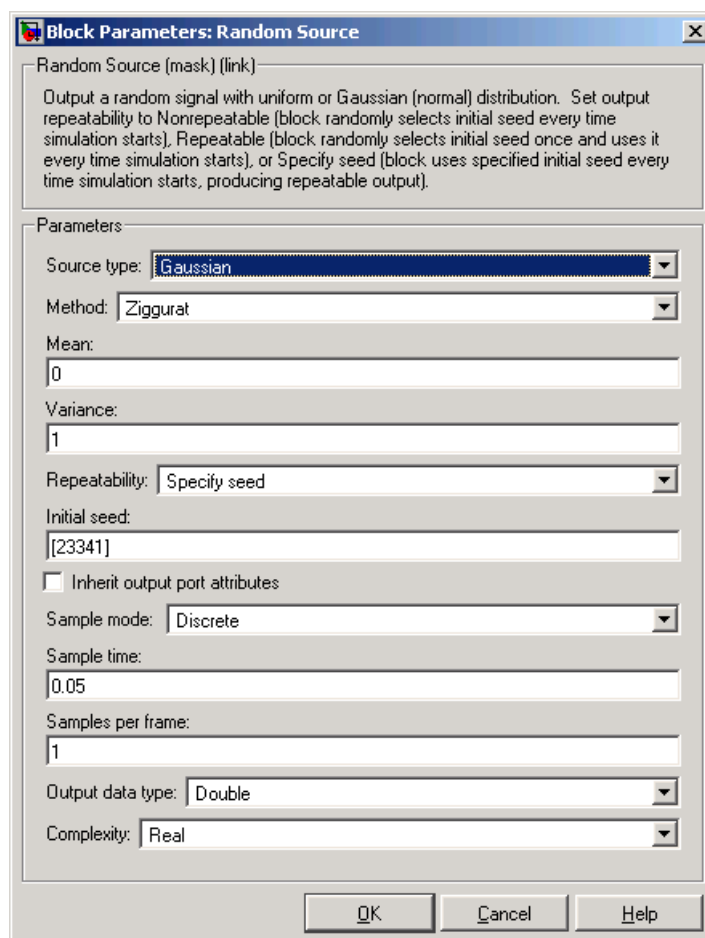 Block Parameters: Random Source
Random Source (mask) (link)
Output a random signal with uniform or Gaussian (normal) distribution. Set output
repeatability to Nonrepeatable (block randomly selects initial seed every time
simulation starts), Repeatable (block randomly selects initial seed once and uses it
every time simulation starts), or Specify seed (block uses specified initial seed every
time simulation starts, producing repeatable output).
Parameters
Source type: Gaussian
Method: Ziggurat
Mean:
0
Variance:
1
Repeatability: Specify seed
Initial seed:
[23341]
Inherit output port attributes
Sample mode: Discrete
Sample time:
0.05
Samples per frame:
1
Output data type: Double
Complexity: Real
OK Cancel Help